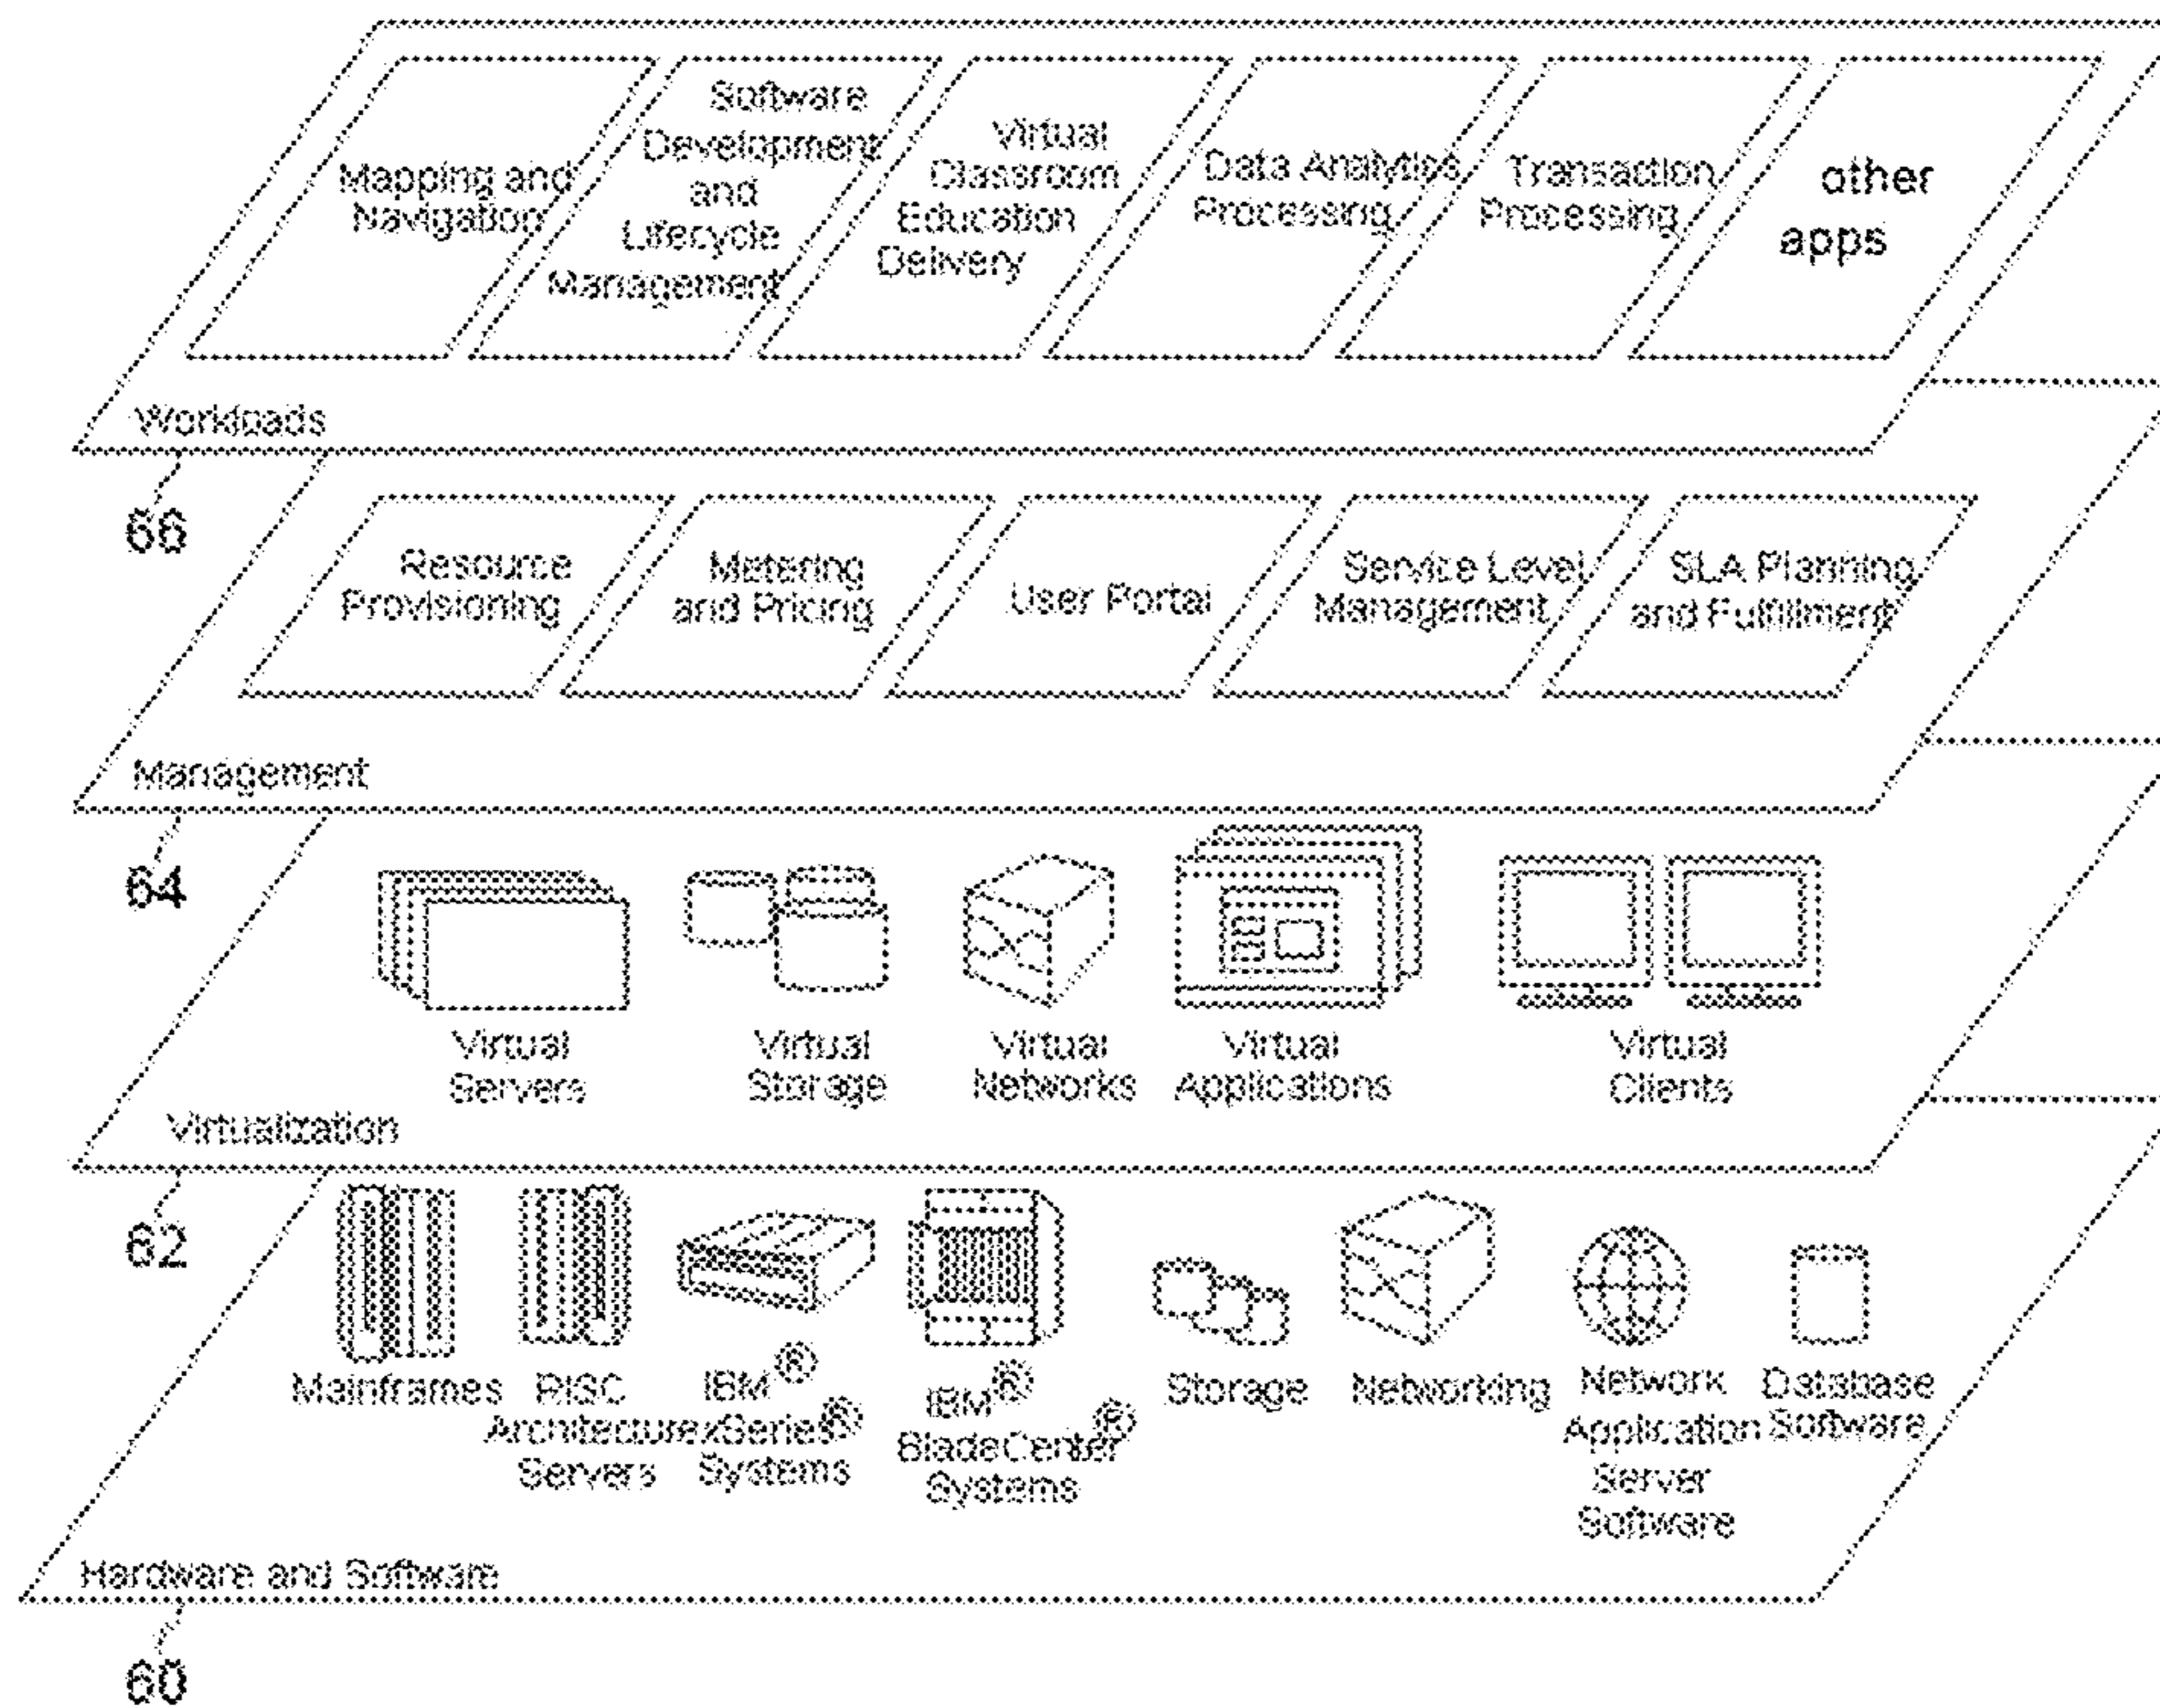 Mapping and
Navigation
Software
Development
and
Lifecycle
Management
Virtual
Classroom
Education
Delivery
Data Analytics
Processing
Transaction
Processing
other
apps
Workloads
66
Resource
Provisioning
Metering
and Pricing
User Portal
Service Level
Management
SLA Planning
and Fulfillment
Management
64
Virtual
Servers
Virtual
Storage
Virtual
Networks
Virtual
Applications
Virtual
Clients
Virtualization
62
Mainframes
RISC
Architecture
Servers
IBM®
xSeries®
Systems
IBM®
BladeCenter®
Systems
Storage
Networking
Network
Application
Server
Software
Database
Software
Hardware and Software
60